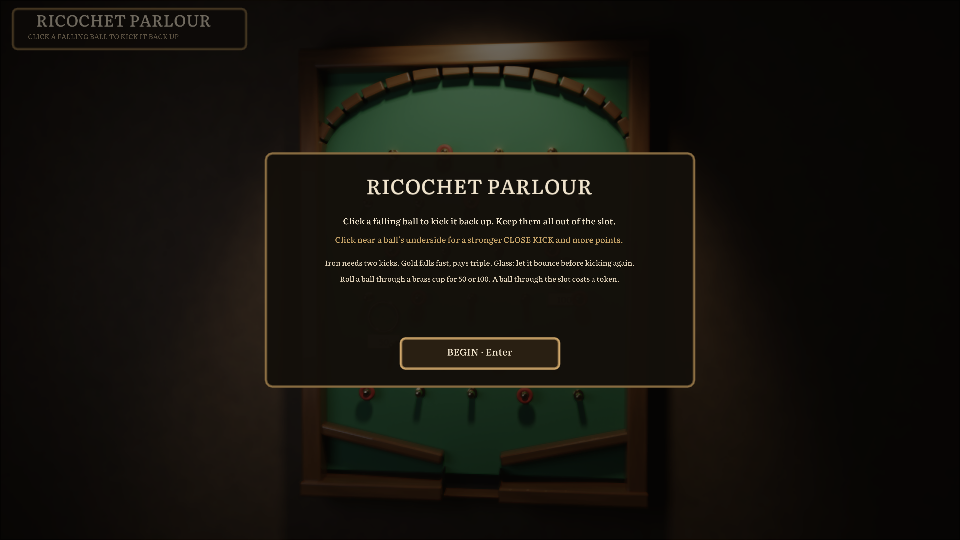 RICOCHET PARLOUR
CLICK A FALLING BALL TO KICK IT BACK UP
RICOCHET PARLOUR
Click a falling ball to kick it back up. Keep them all out of the slot.
Click near a ball's underside for a stronger CLOSE KICK and more points.
Iron needs two kicks. Gold falls fast, pays triple. Glass: let it bounce before kicking again.
Roll a ball through a brass cup for 50 or 100. A ball through the slot costs a token.
BEGIN · Enter